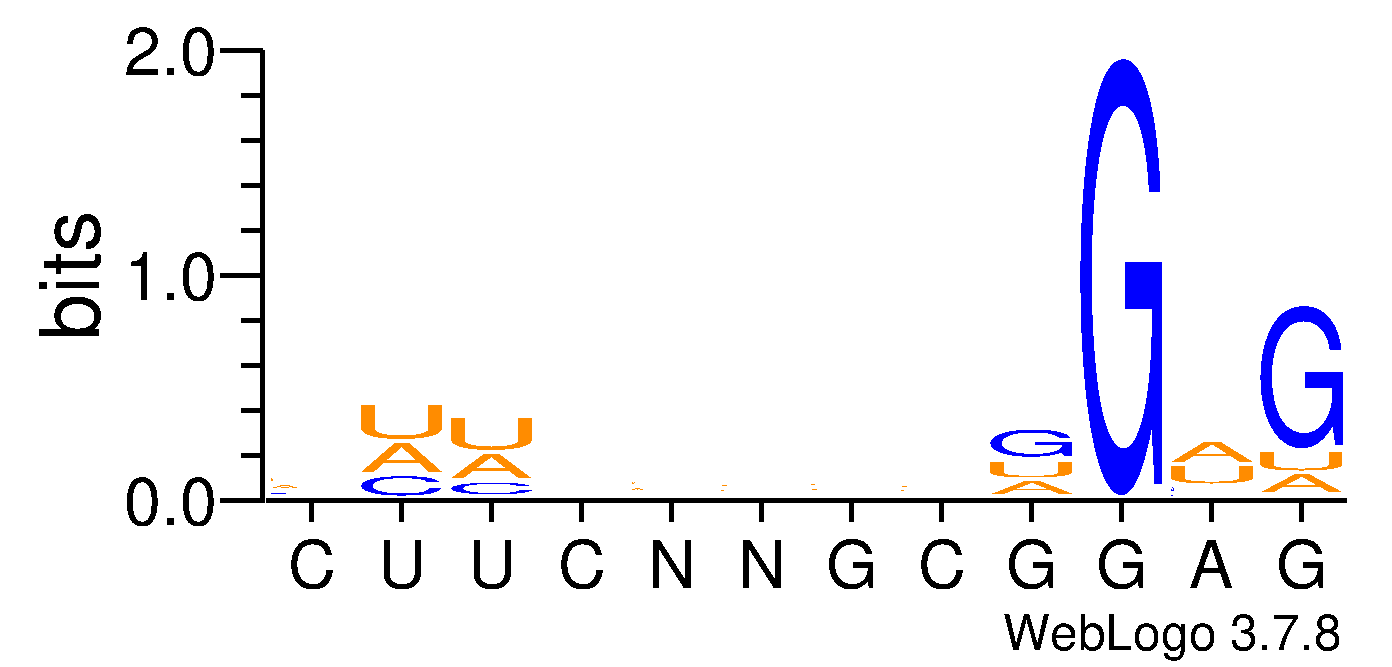 2.0
1.0
0.0
bits
U U
A A
C C
G
U
A
G
A
U
G
U
A
C U U C N N G C G G A G
WebLogo 3.7.8